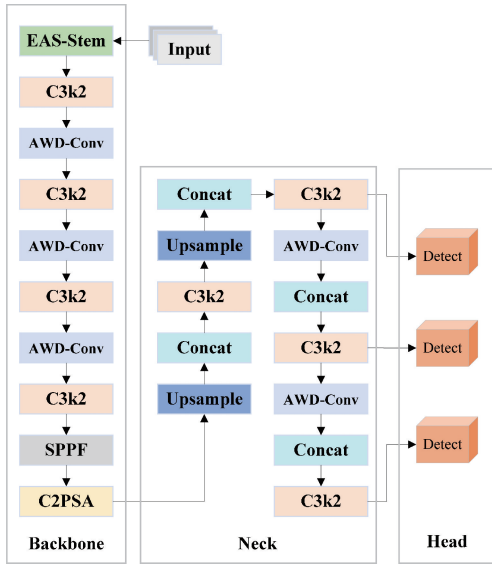 EAS-Stem
Input
C3k2
AWD-Conv
C3k2
AWD-Conv
C3k2
AWD-Conv
C3k2
SPPF
C2PSA
Backbone
Concat
Upsample
C3k2
Concat
Upsample
C3k2
AWD-Conv
Concat
C3k2
AWD-Conv
Concat
C3k2
Neck
Detect
Detect
Detect
Head